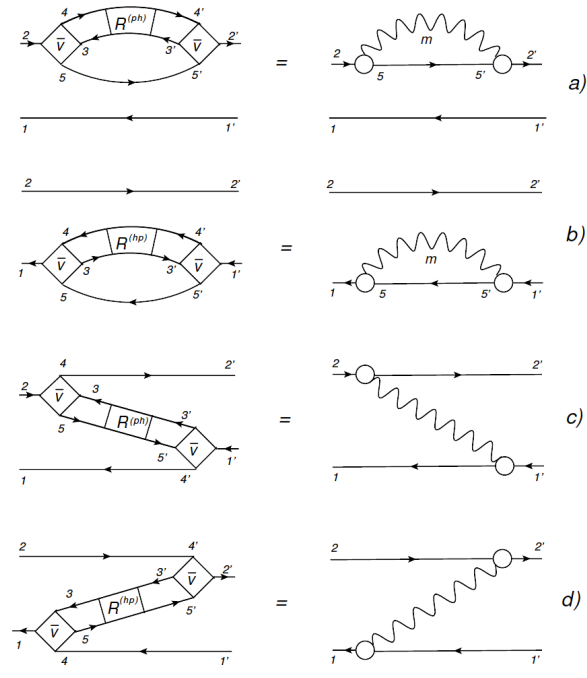 4 R(ph) 4'
2 v̄ 3 3' v̄ 2' = 2 m 2'
5 5' 5 5' a)
1 1' 1 1'
2 2' 2 2'
4 R(hp) 4' = b)
1 v̄ 3 3' v̄ 1' m
5 5' 1 5 5' 1'
4 2' 2 2'
2 v̄ 3
5 R(ph) 3' = c)
5' v̄ 1'
1 4' 1 1'
2 4' 2 2'
3' v̄ 2'
3 R(hp) 5' = d)
1 v̄ 5
4 1' 1 1'